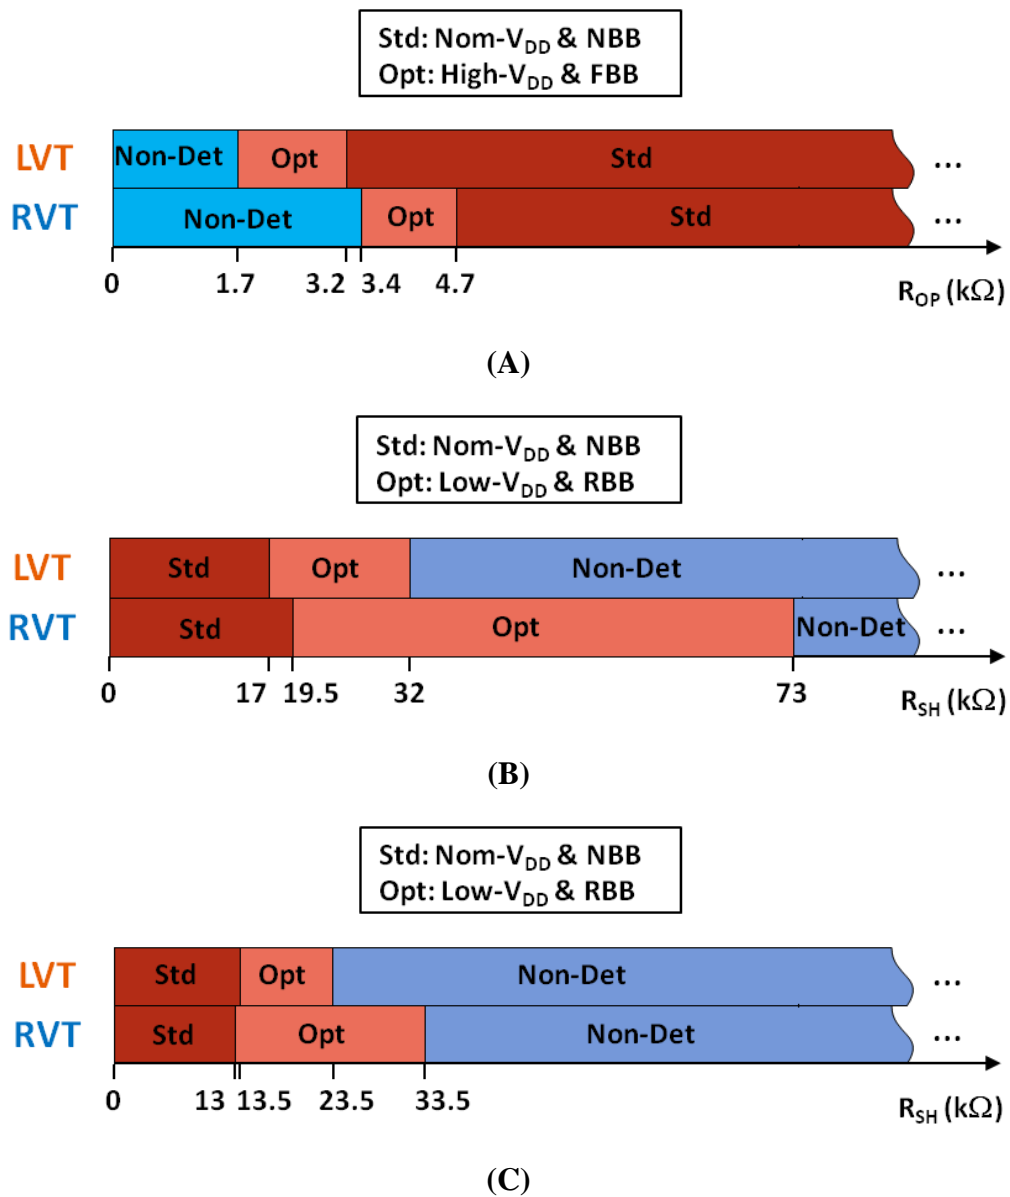 Std: Nom-VDD & NBB
Opt: High-VDD & FBB
LVT Non-Det Opt Std ...
RVT Non-Det Opt Std ...
0 1.7 3.2 3.4 4.7 ROP (kΩ)
(A)
Std: Nom-VDD & NBB
Opt: Low-VDD & RBB
LVT Std Opt Non-Det ...
RVT Std Opt Non-Det ...
0 17 19.5 32 73 RSH (kΩ)
(B)
Std: Nom-VDD & NBB
Opt: Low-VDD & RBB
LVT Std Opt Non-Det ...
RVT Std Opt Non-Det ...
0 13 13.5 23.5 33.5 RSH (kΩ)
(C)